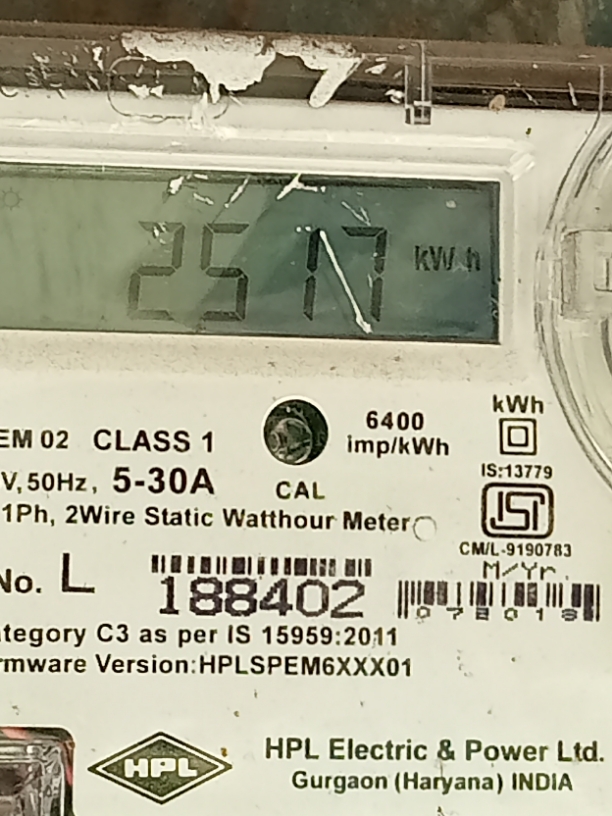 2517 kWh
kWh
6400
imp/kWh
EM 02 CLASS 1
IS:13779
V, 50Hz, 5-30A
CAL
1Ph, 2Wire Static Watthour Meter
ISI
CM/L-9190783
M/Yr.
No. L 188402
072018
ategory C3 as per IS 15959:2011
rmware Version:HPLSPEM6XXX01
HPL
HPL Electric & Power Ltd.
Gurgaon (Haryana) INDIA